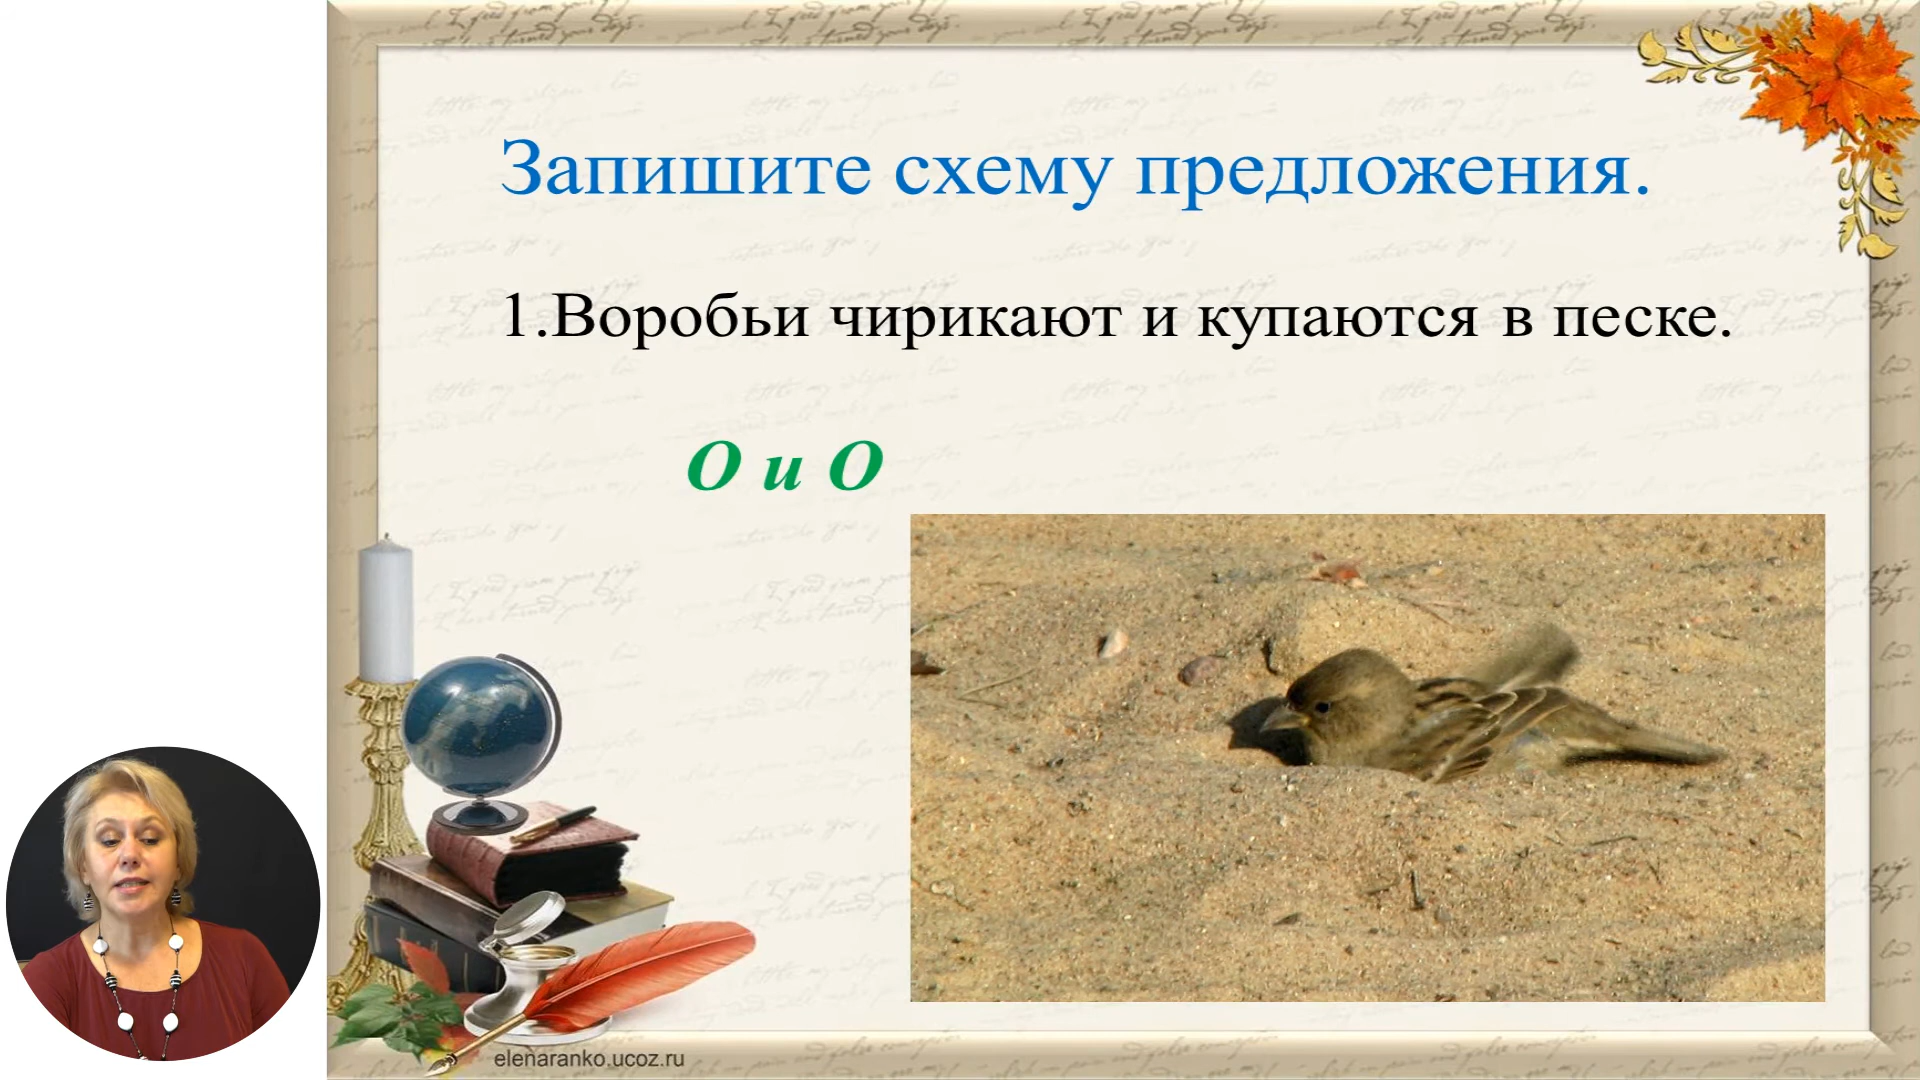 Запишите схему предложения.
1.Воробьи чирикают и купаются в песке.
О и О
elenaranko.ucoz.ru